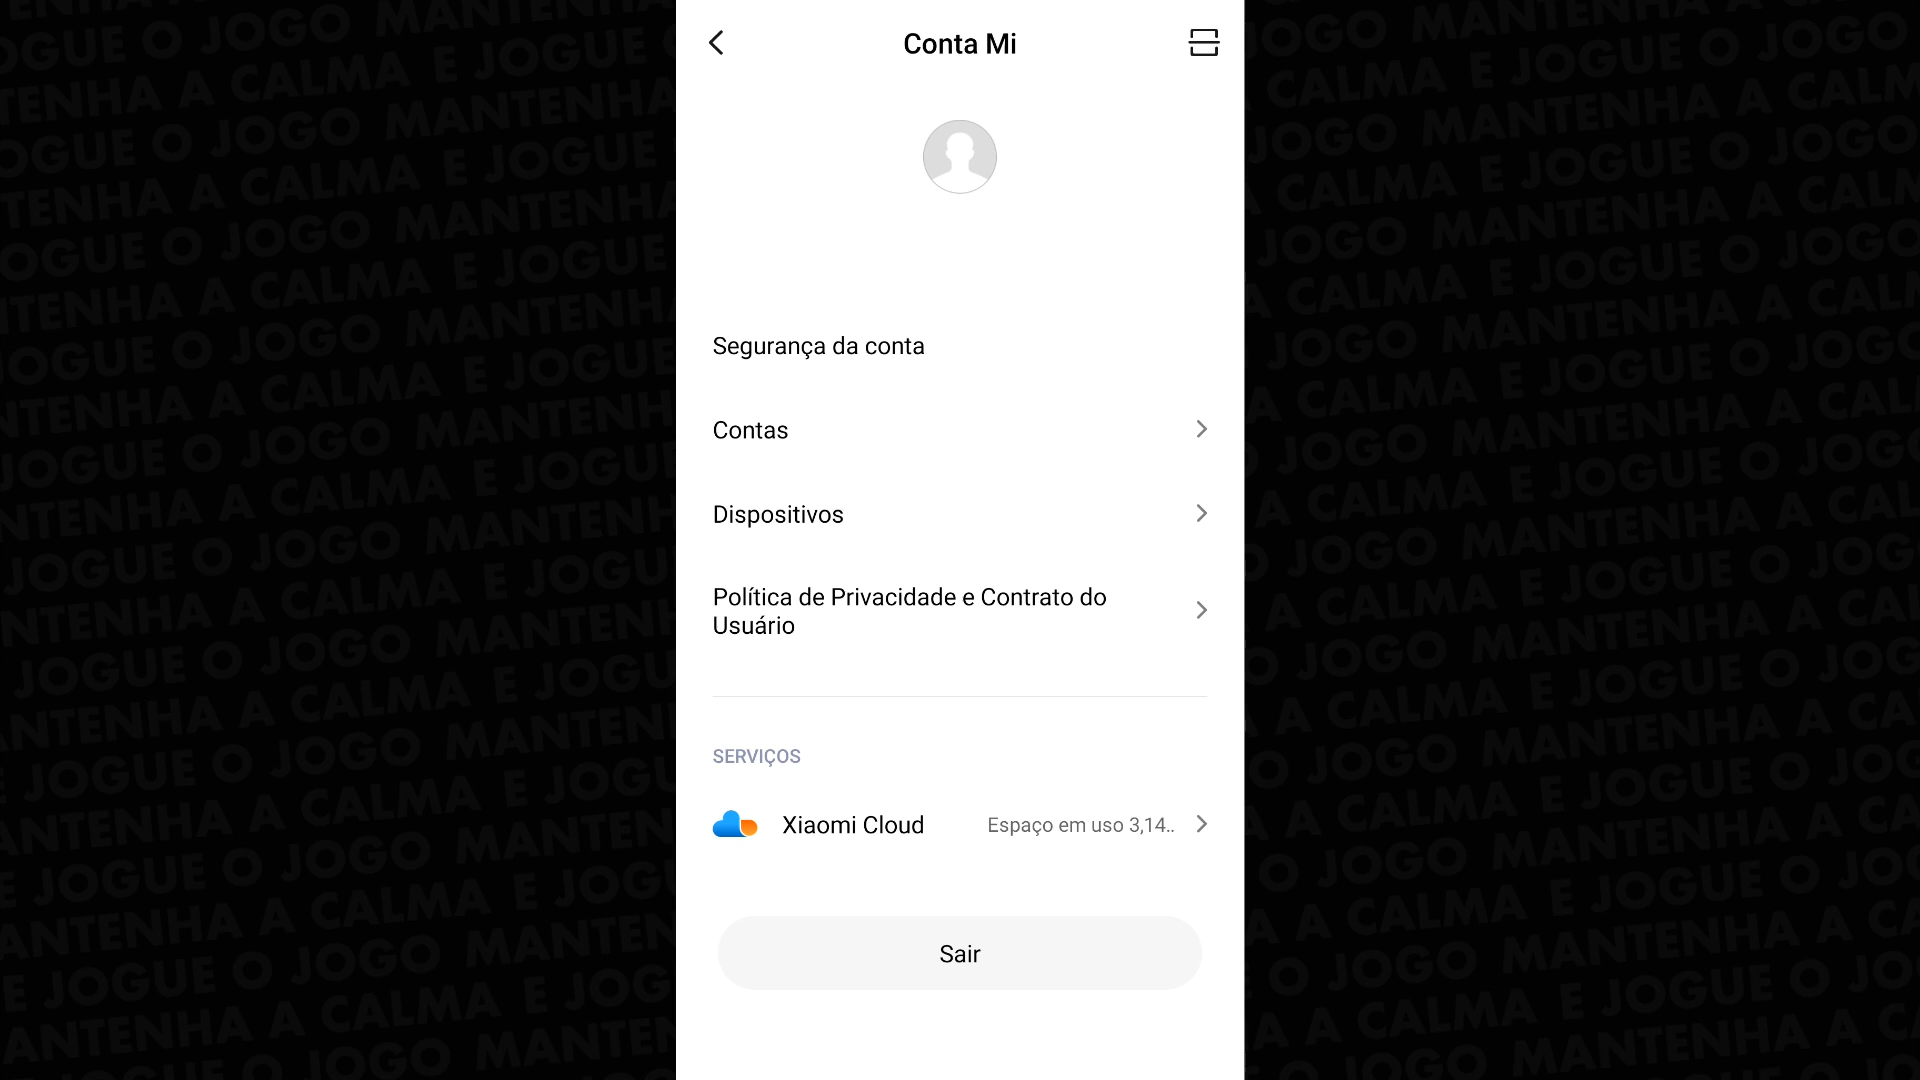 Conta Mi
Segurança da conta
Contas
Dispositivos
Política de Privacidade e Contrato do
Usuário
SERVIÇOS
Xiaomi Cloud
Espaço em uso 3,14..
Sair
MANTENHA A CALMA E JOGUE O JOGO